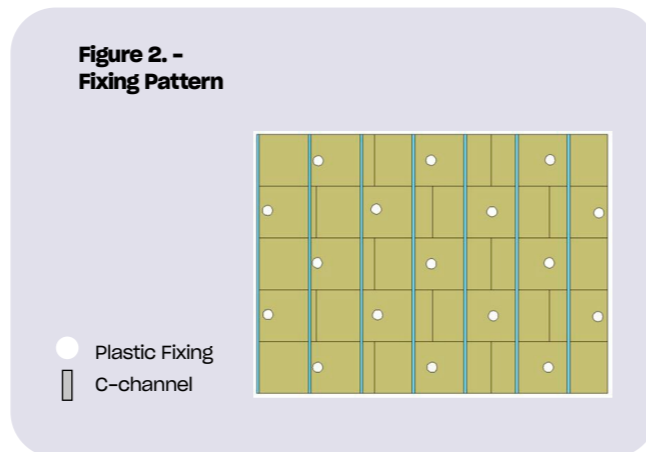 Figure 2. –
Fixing Pattern
Plastic Fixing
C-channel